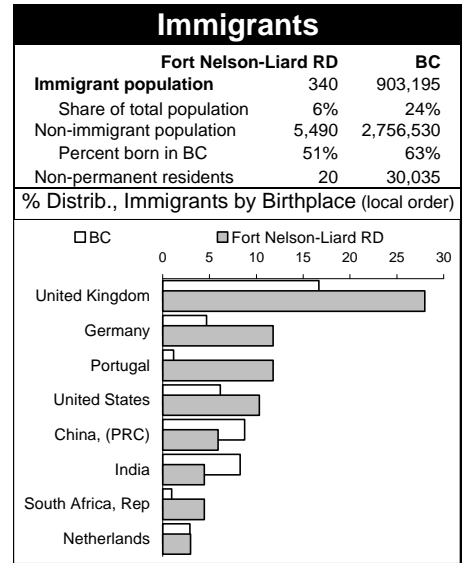 Immigrants
Fort Nelson-Liard RD BC
Immigrant population 340 903,195
Share of total population 6% 24%
Non-immigrant population 5,490 2,756,530
Percent born in BC 51% 63%
Non-permanent residents 20 30,035
% Distrib., Immigrants by Birthplace (local order)
BC Fort Nelson-Liard RD
0 5 10 15 20 25 30
United Kingdom
Germany
Portugal
United States
China, (PRC)
India
South Africa, Rep
Netherlands